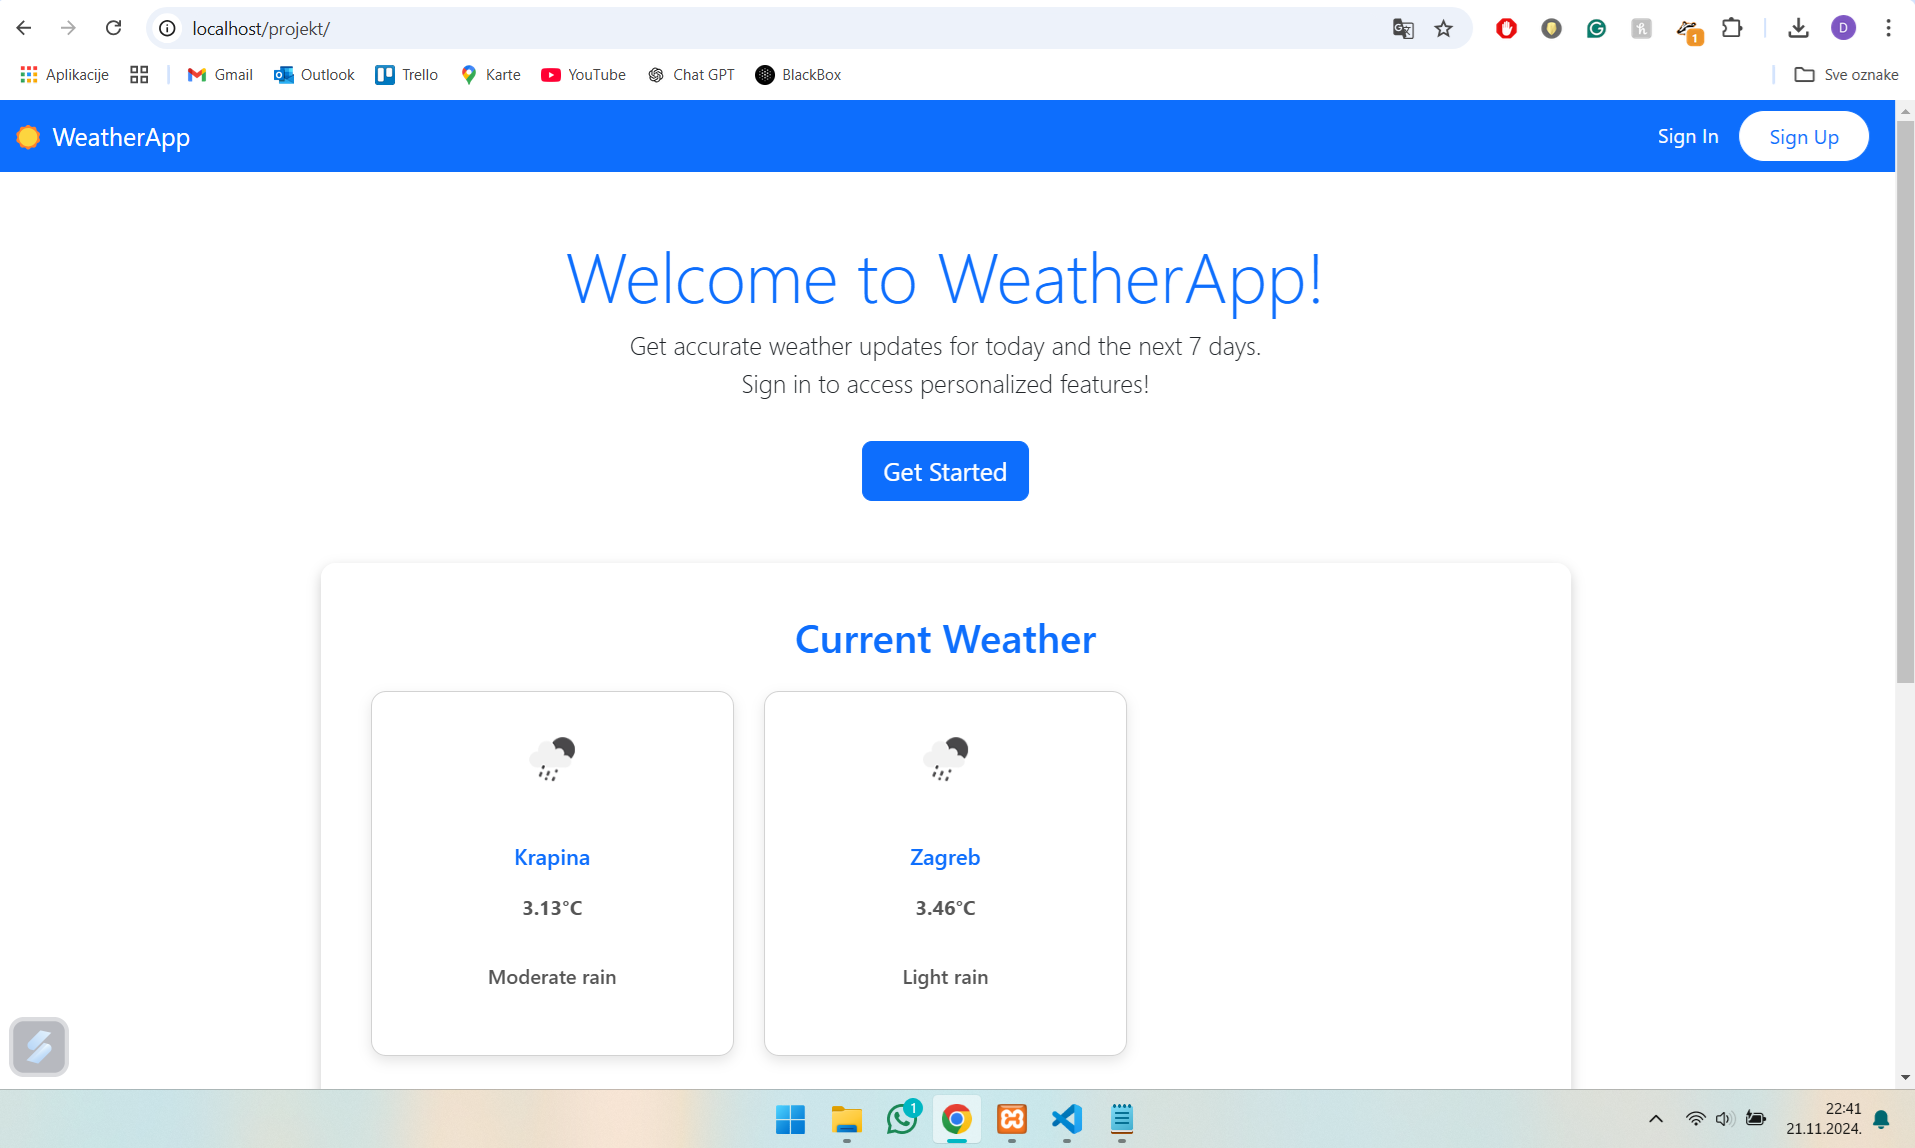 localhost/projekt/
D
1
Aplikacije
Gmail
Outlook
Trello
Karte
YouTube
Chat GPT
BlackBox
Sve oznake
WeatherApp
Sign In
Sign Up
Welcome to WeatherApp!
Get accurate weather updates for today and the next 7 days.
Sign in to access personalized features!
Get Started
Current Weather
Krapina
3.13°C
Moderate rain
Zagreb
3.46°C
Light rain
1
22:41
21.11.2024.